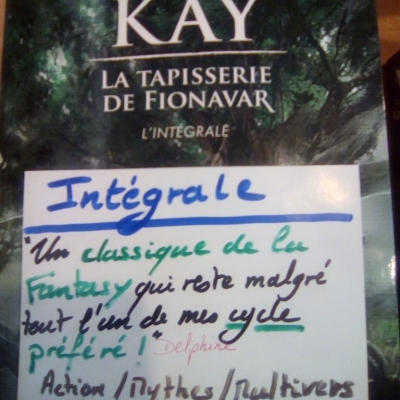 KAY
LA TAPISSERIE
DE FIONAVAR
L'INTÉGRALE
Intégrale
"Un classique de la
Fantasy qui reste malgré
tout l'un de mes cycle
préféré !" Delphine
Action/Mythes/Multivers